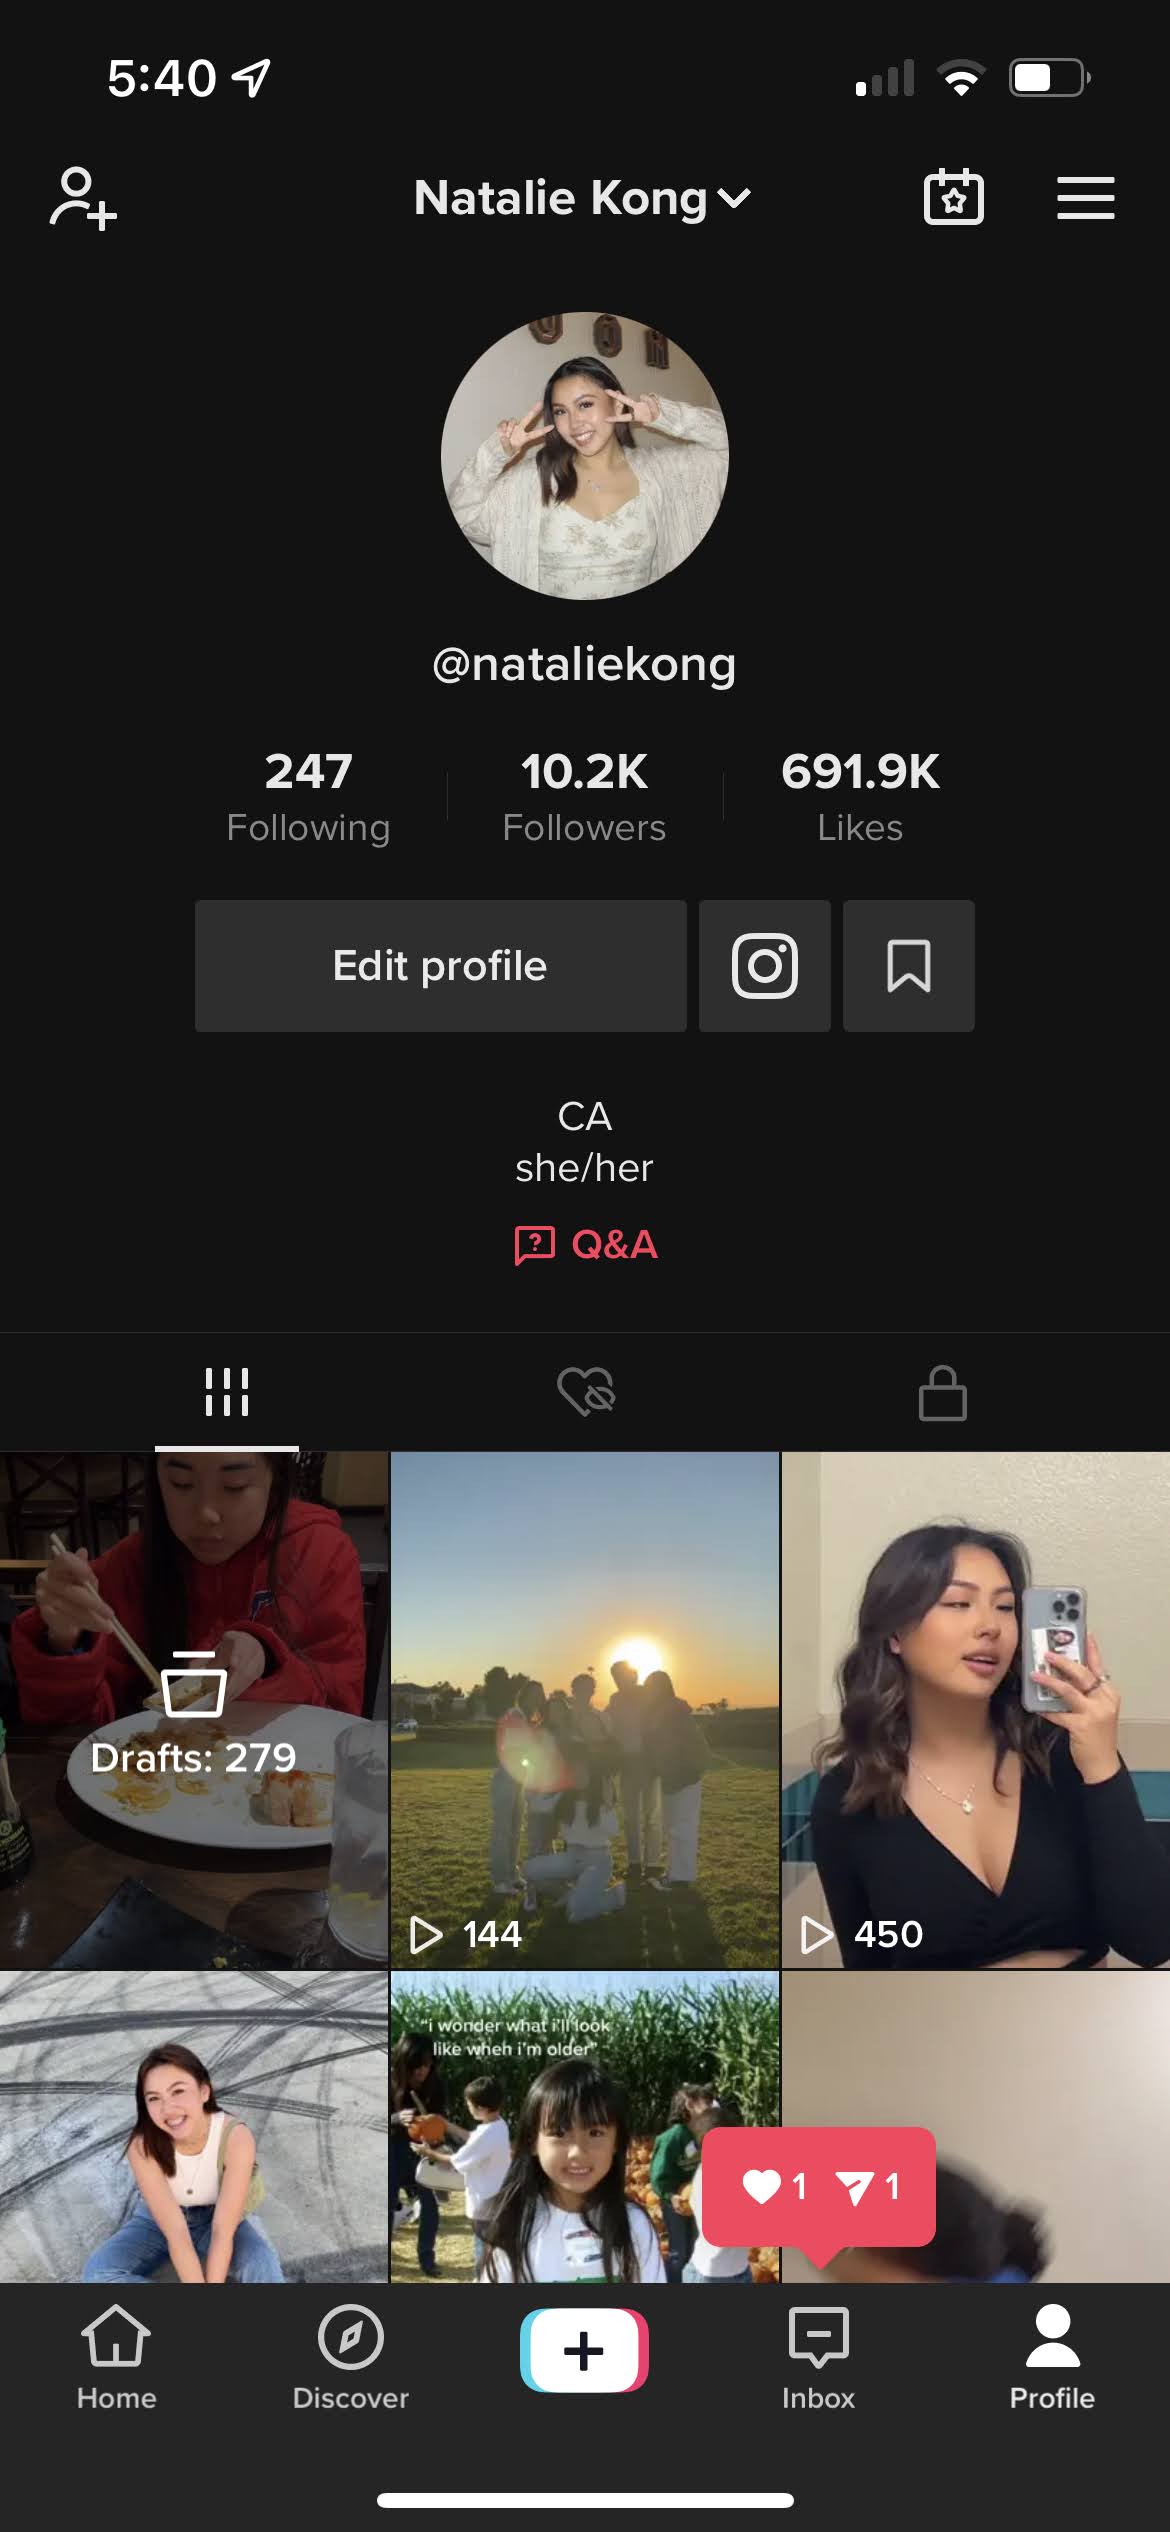 5:40
Natalie Kong
@nataliekong
247
Following
10.2K
Followers
691.9K
Likes
Edit profile
CA
she/her
Q&A
Drafts: 279
144
450
"i wonder what i'll look
like wheh i'm older"
1 1
Home
Discover
Inbox
Profile